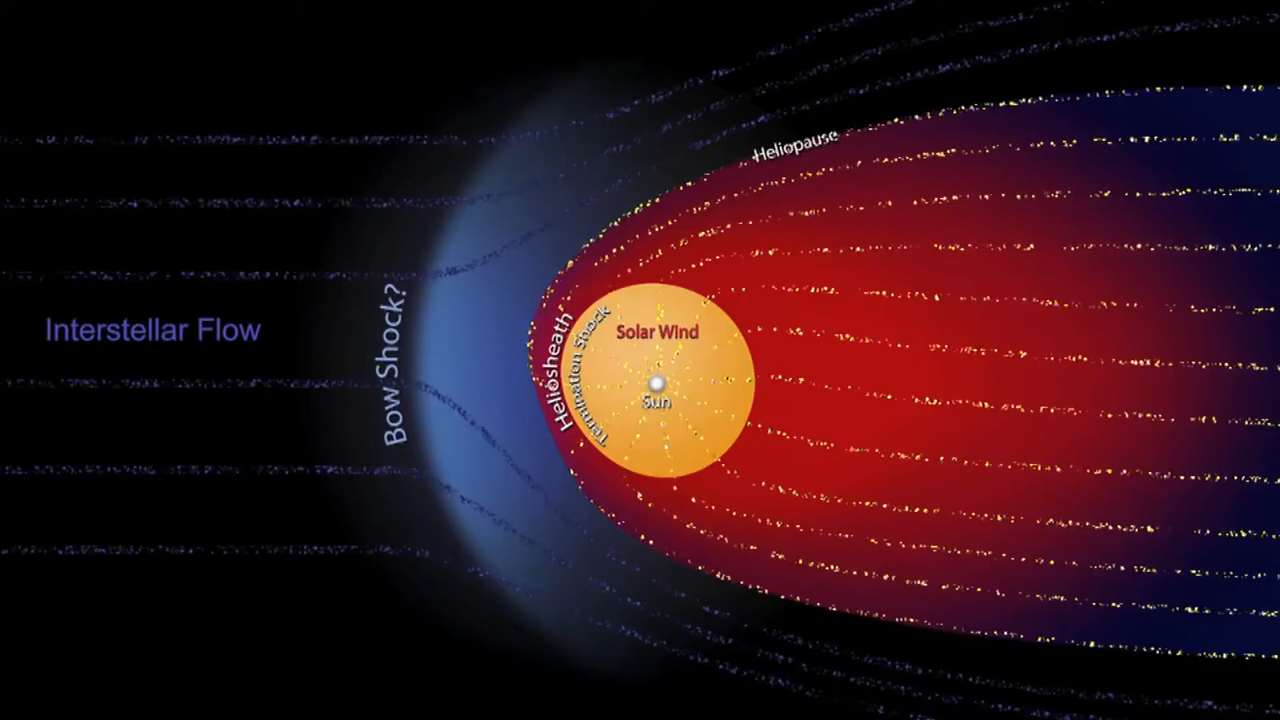 Heliopause
Interstellar Flow
Bow Shock?
Heliosheath
Termination Shock
Solar Wind
Sun